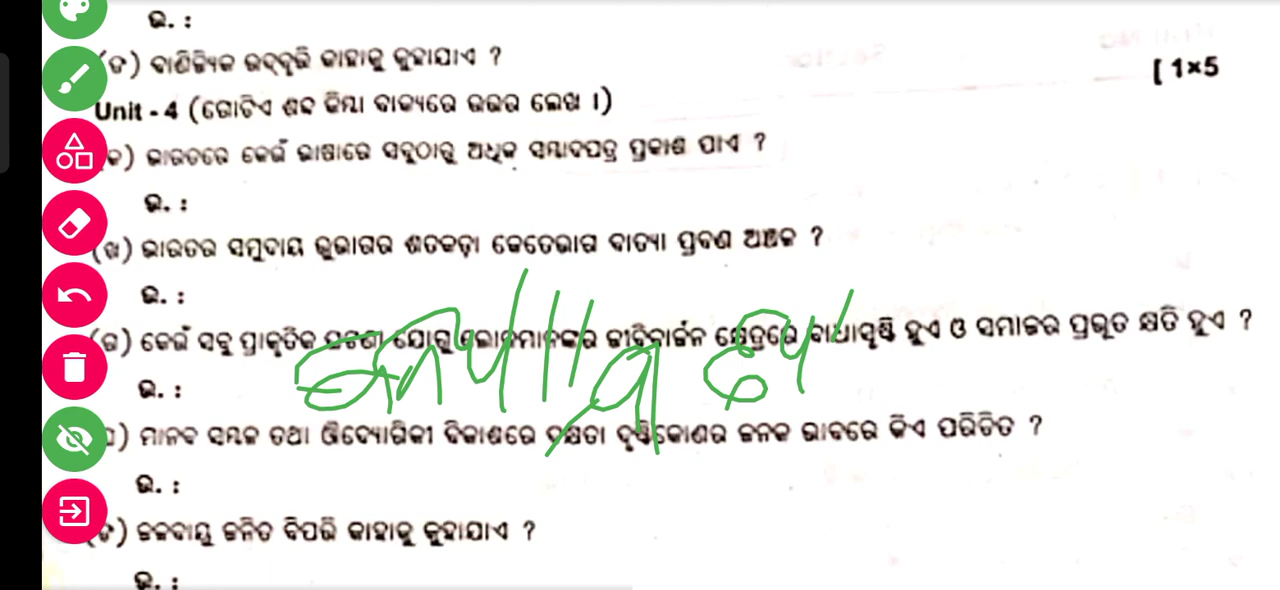 ଉ. :
(ଙ) ବାଣିଜ୍ୟିକ ଉଦ୍‌ବୃତ୍ତି କାହାକୁ କୁହାଯାଏ ?
[ 1×5
Unit - 4 (ଗୋଟିଏ ଶବ୍ଦ କିମ୍ବା ବାକ୍ୟରେ ଉତ୍ତର ଲେଖ ।)
କ) ଭାରତରେ କେଉଁ ଭାଷାରେ ସବୁଠାରୁ ଅଧିକ ସମ୍ବାଦପତ୍ର ପ୍ରକାଶ ପାଏ ?
ଉ. :
(ଖ) ଭାରତର ସମୁଦାୟ ଭୂଭାଗର ଶତକଡ଼ା କେତେଭାଗ ବାତ୍ୟା ପ୍ରବଣ ଅଞ୍ଚଳ ?
ଉ. :
(ଗ) କେଉଁ ସବୁ ପ୍ରାକୃତିକ ଘଟଣା ଯୋଗୁ ଲୋକମାନଙ୍କର ଜୀବିକାର୍ଜନ କ୍ଷେତ୍ରରେ ବାଧାସୃଷ୍ଟି ହୁଏ ଓ ସମାଜର ପ୍ରଭୂତ କ୍ଷତି ହୁଏ ?
ଉ. :
ଘ) ମାନବ ସମ୍ବଳ ତଥା ଔଦ୍ୟୋଗିକୀ ବିକାଶରେ ଦକ୍ଷତା ଦୃଷ୍ଟିକୋଣର ଜନକ ଭାବରେ କିଏ ପରିଚିତ ?
ଉ. :
(ଙ) ଜଳବାୟୁ ଜନିତ ବିପତ୍ତି କାହାକୁ କୁହାଯାଏ ?
ଉ. :